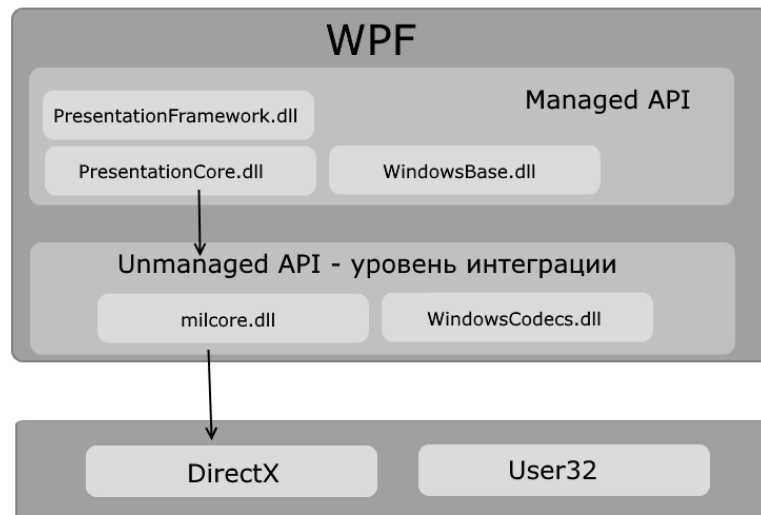 WPF
Managed API
PresentationFramework.dll
PresentationCore.dll
WindowsBase.dll
Unmanaged API - уровень интеграции
milcore.dll
WindowsCodecs.dll
DirectX
User32